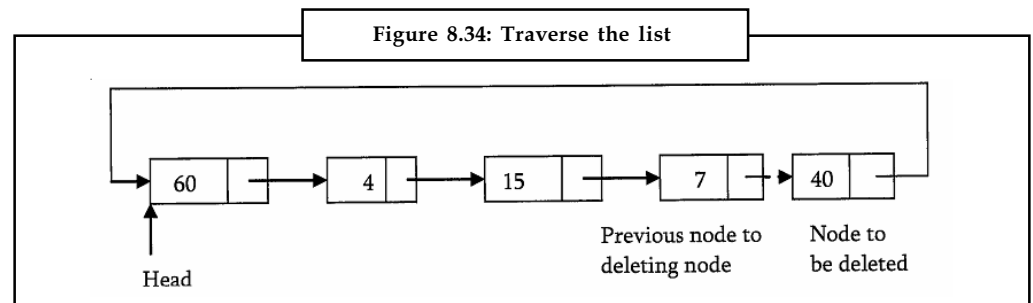 Figure 8.34: Traverse the list
60 4 15 7 40
Previous node to
deleting node
Node to
be deleted
Head